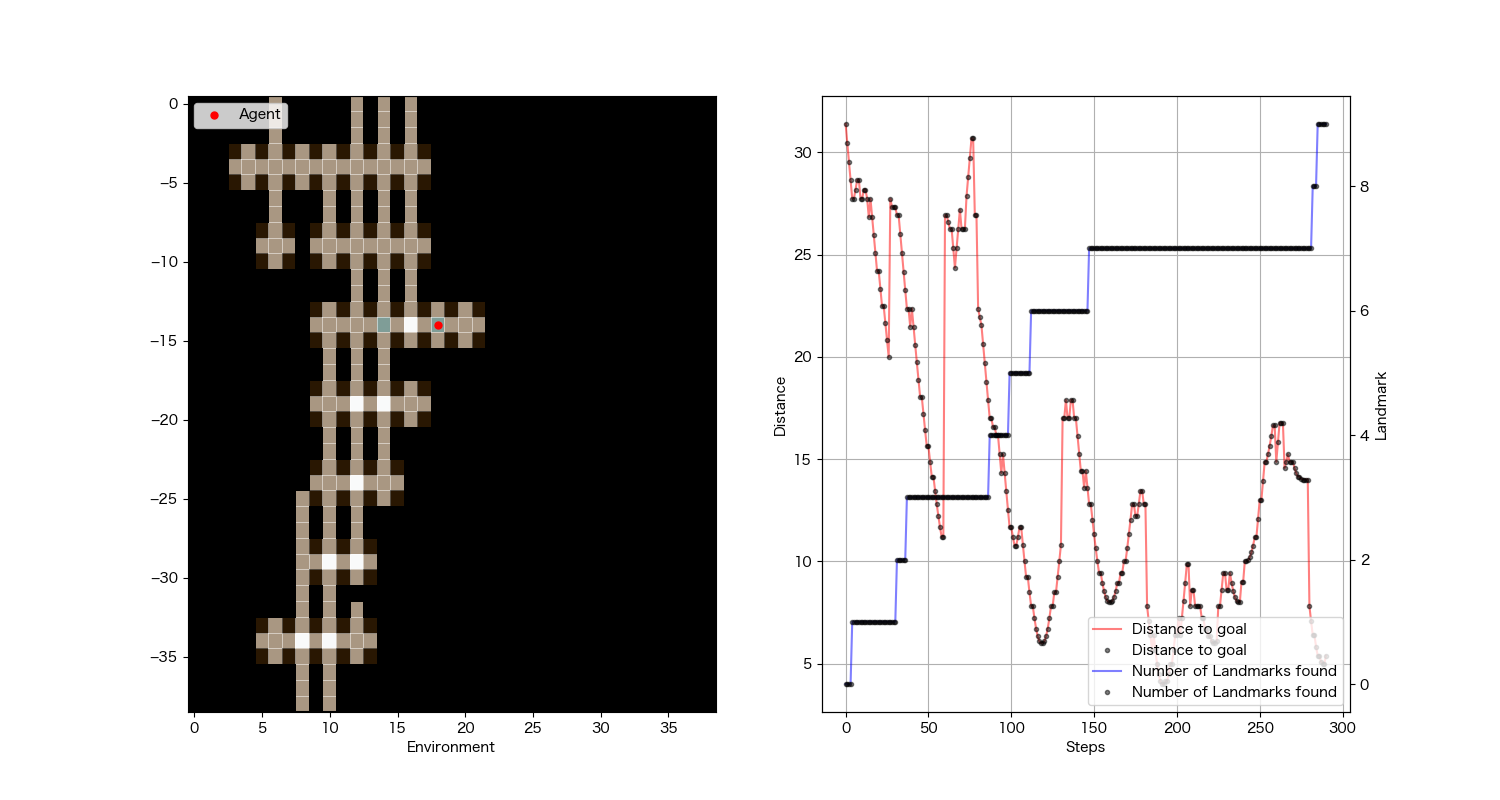 Agent
0
−5
−10
−15
−20
−25
−30
−35
0 5 10 15 20 25 30 35
Environment
30
25
20
15
10
5
Distance
0 50 100 150 200 250 300
Steps
8
6
4
2
0
Landmark
Distance to goal
Distance to goal
Number of Landmarks found
Number of Landmarks found